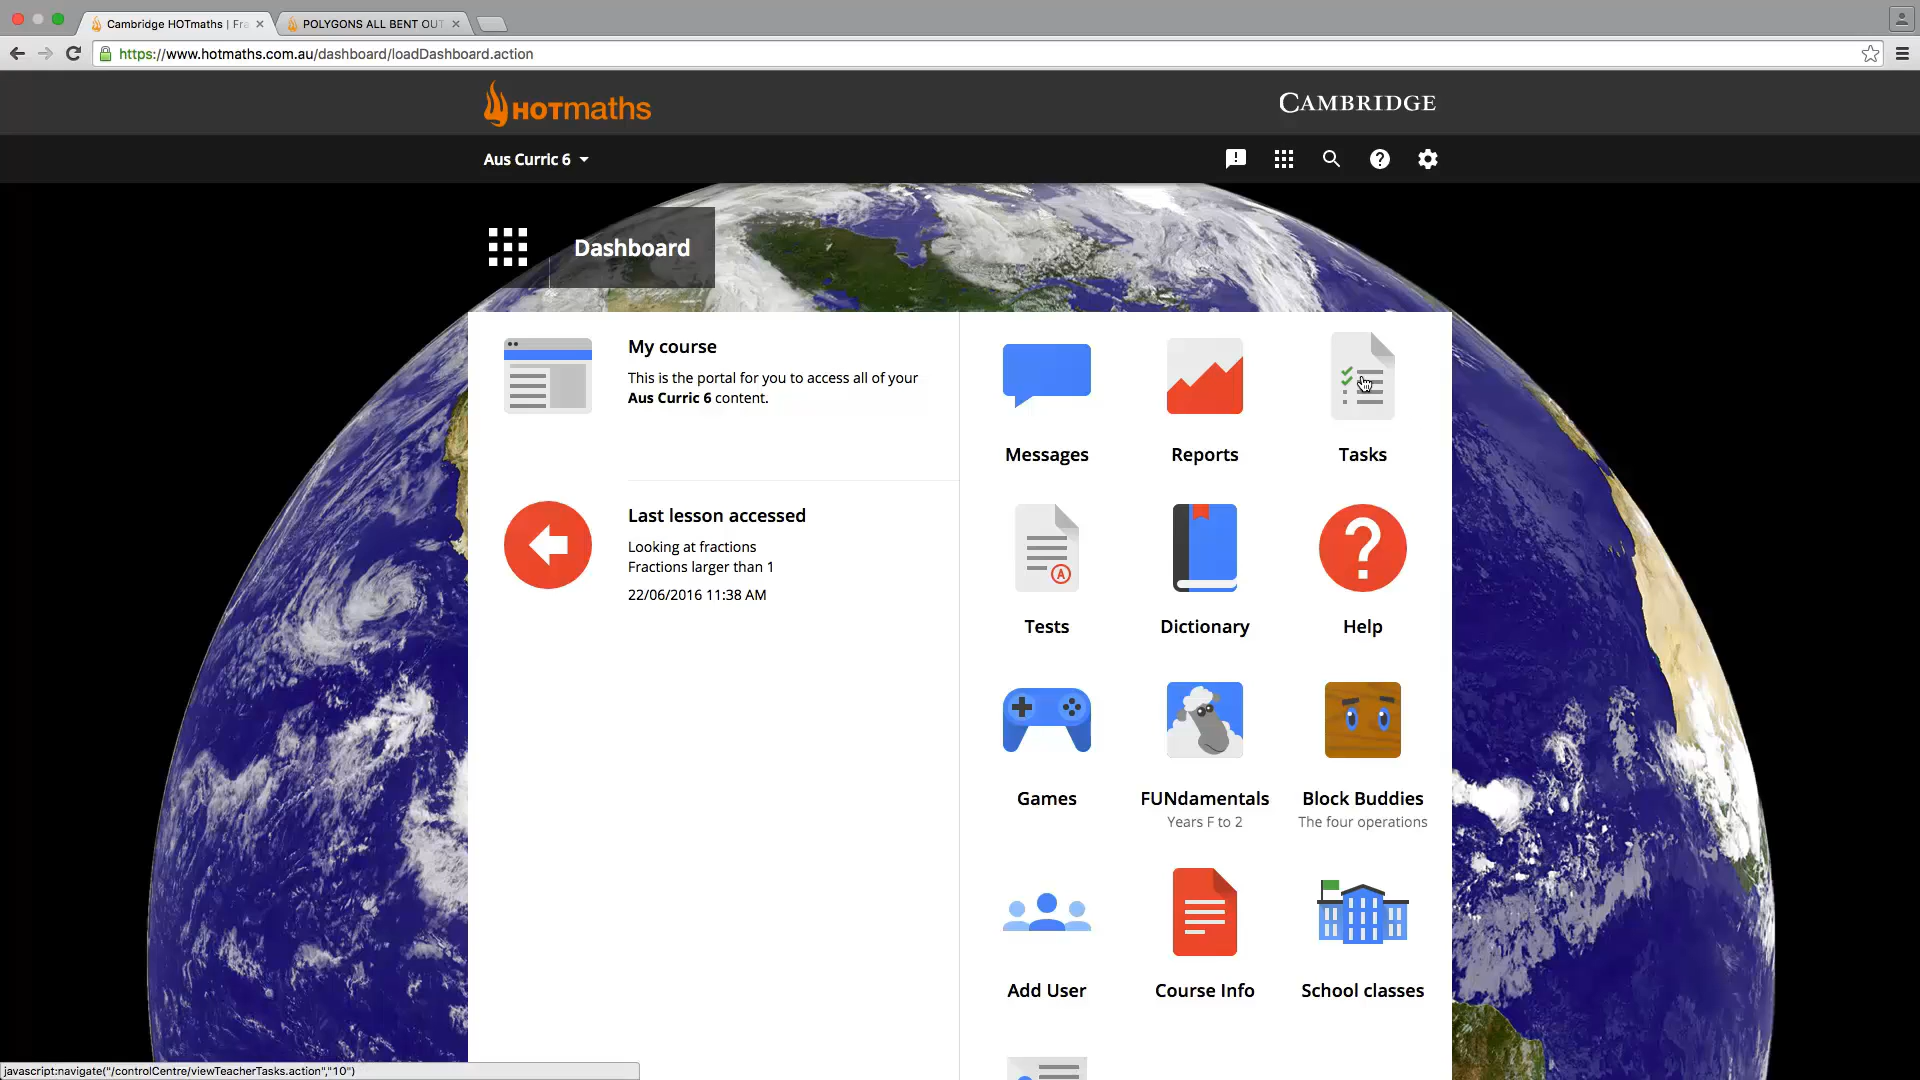 Cambridge HOTmaths | Fra
POLYGONS ALL BENT OUT
https://www.hotmaths.com.au/dashboard/loadDashboard.action
HOTmaths
CAMBRIDGE
Aus Curric 6
Dashboard
My course
This is the portal for you to access all of your
Aus Curric 6 content.
Last lesson accessed
Looking at fractions
Fractions larger than 1
22/06/2016 11:38 AM
Messages
Reports
Tasks
A
Tests
Dictionary
?
Help
Games
FUNdamentals
Years F to 2
Block Buddies
The four operations
Add User
Course Info
School classes
javascript:navigate("/controlCentre/viewTeacherTasks.action","10")